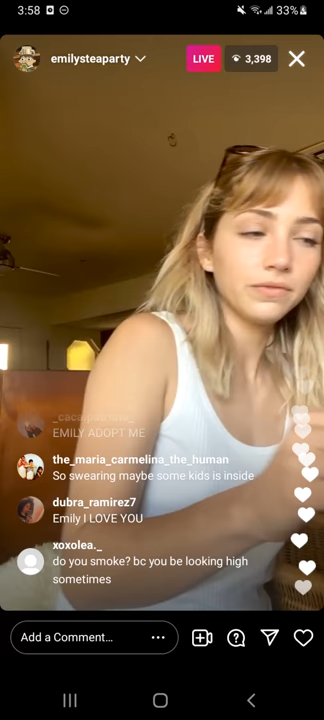 3:58
33%
emilysteaparty
LIVE
3,398
EMILY ADOPT ME
the_maria_carmelina_the_human
So swearing maybe some kids is inside
dubra_ramirez7
Emily I LOVE YOU
xoxolea._
do you smoke? bc you be looking high
sometimes
Add a Comment...